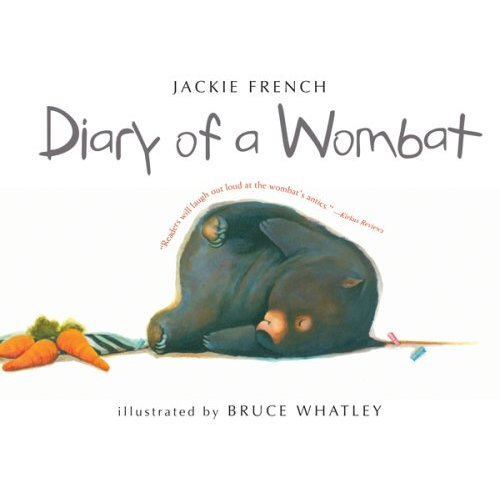 JACKIE FRENCH
Diary of a Wombat
"Readers will laugh out loud at the wombat's antics." —Kirkus Reviews
illustrated by BRUCE WHATLEY